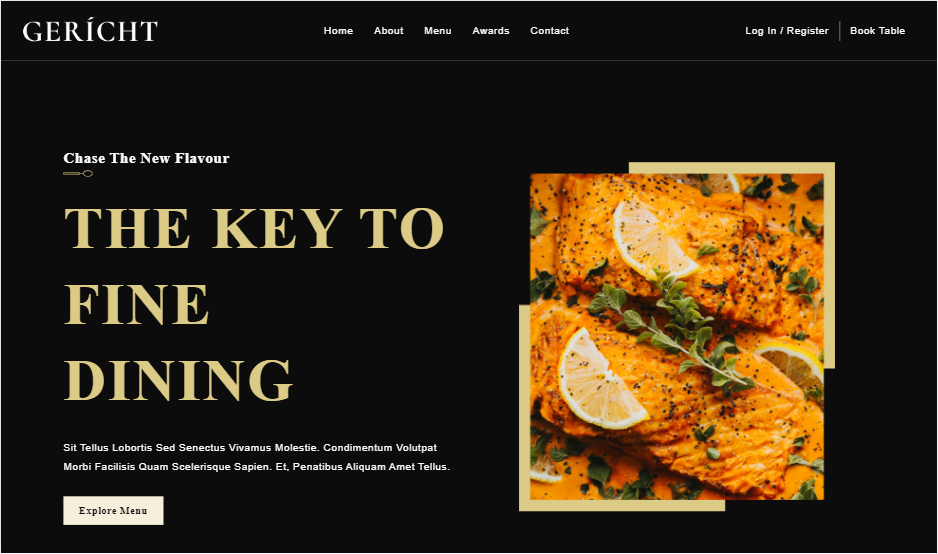 GERÍCHT
Home About Menu Awards Contact
Log In / Register Book Table
Chase The New Flavour
THE KEY TO
FINE
DINING
Sit Tellus Lobortis Sed Senectus Vivamus Molestie. Condimentum Volutpat
Morbi Facilisis Quam Scelerisque Sapien. Et, Penatibus Aliquam Amet Tellus.
Explore Menu